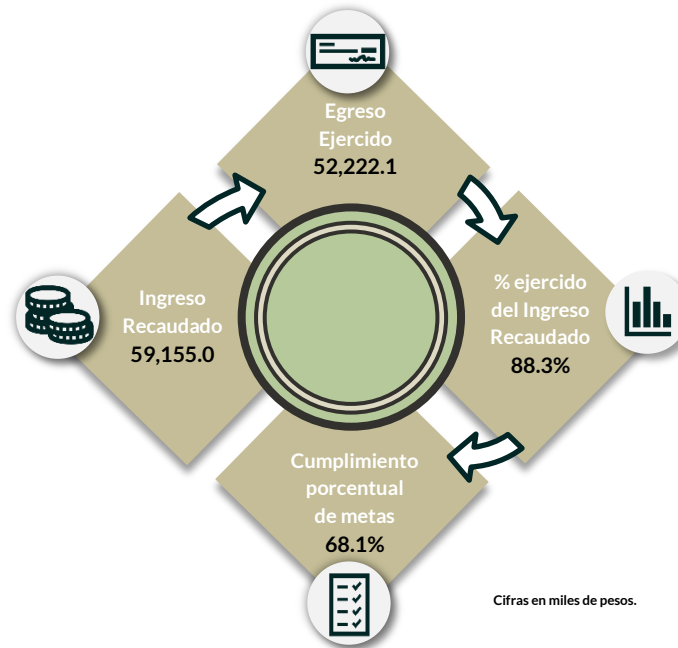 Egreso
Ejercido
52,222.1
Ingreso
Recaudado
59,155.0
% ejercido
del Ingreso
Recaudado
88.3%
Cumplimiento
porcentual
de metas
68.1%
Cifras en miles de pesos.